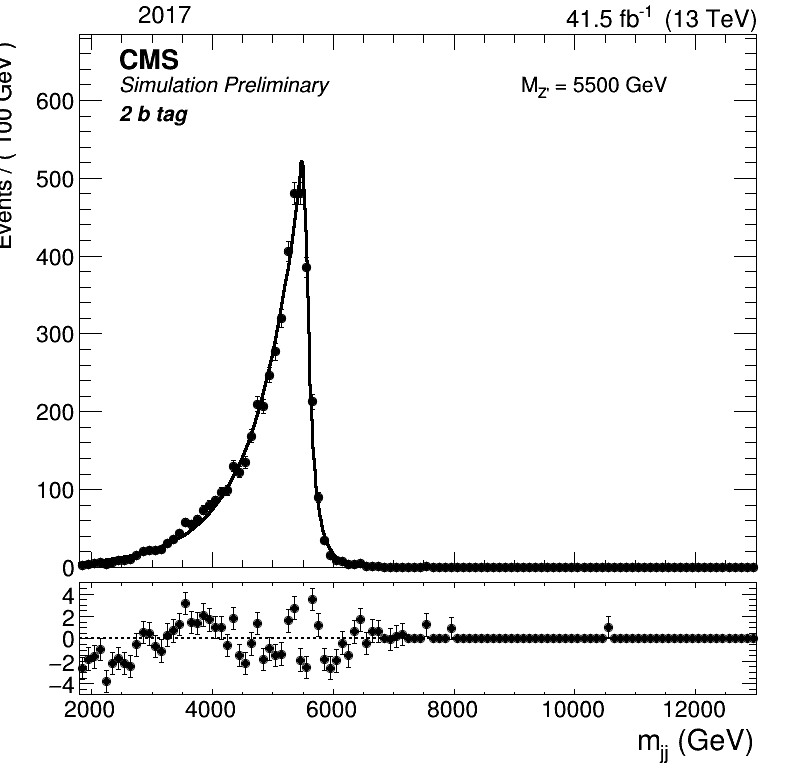 2017 41.5 fb⁻¹ (13 TeV)
CMS
Simulation Preliminary
M_Z' = 5500 GeV
2 b tag
Events / ( 100 GeV )
600
500
400
300
200
100
0
4
2
0
−2
−4
2000 4000 6000 8000 10000 12000
m_jj (GeV)